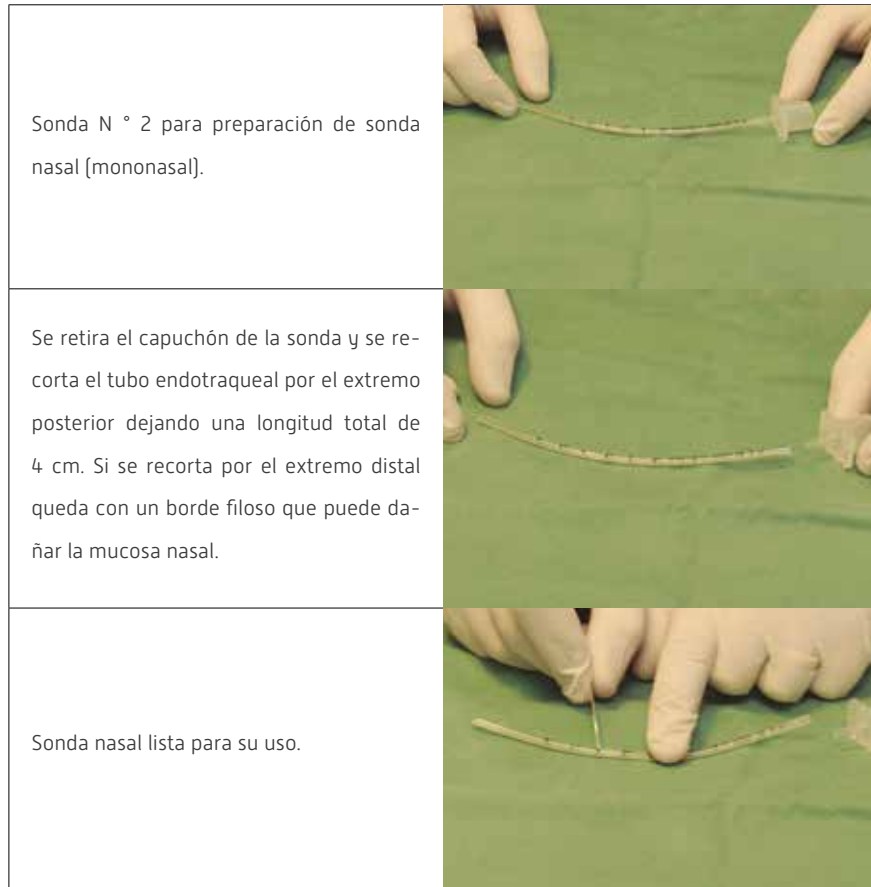 Sonda N ° 2 para preparación de sonda
nasal (mononasal).
Se retira el capuchón de la sonda y se re-
corta el tubo endotraqueal por el extremo
posterior dejando una longitud total de
4 cm. Si se recorta por el extremo distal
queda con un borde filoso que puede da-
ñar la mucosa nasal.
Sonda nasal lista para su uso.